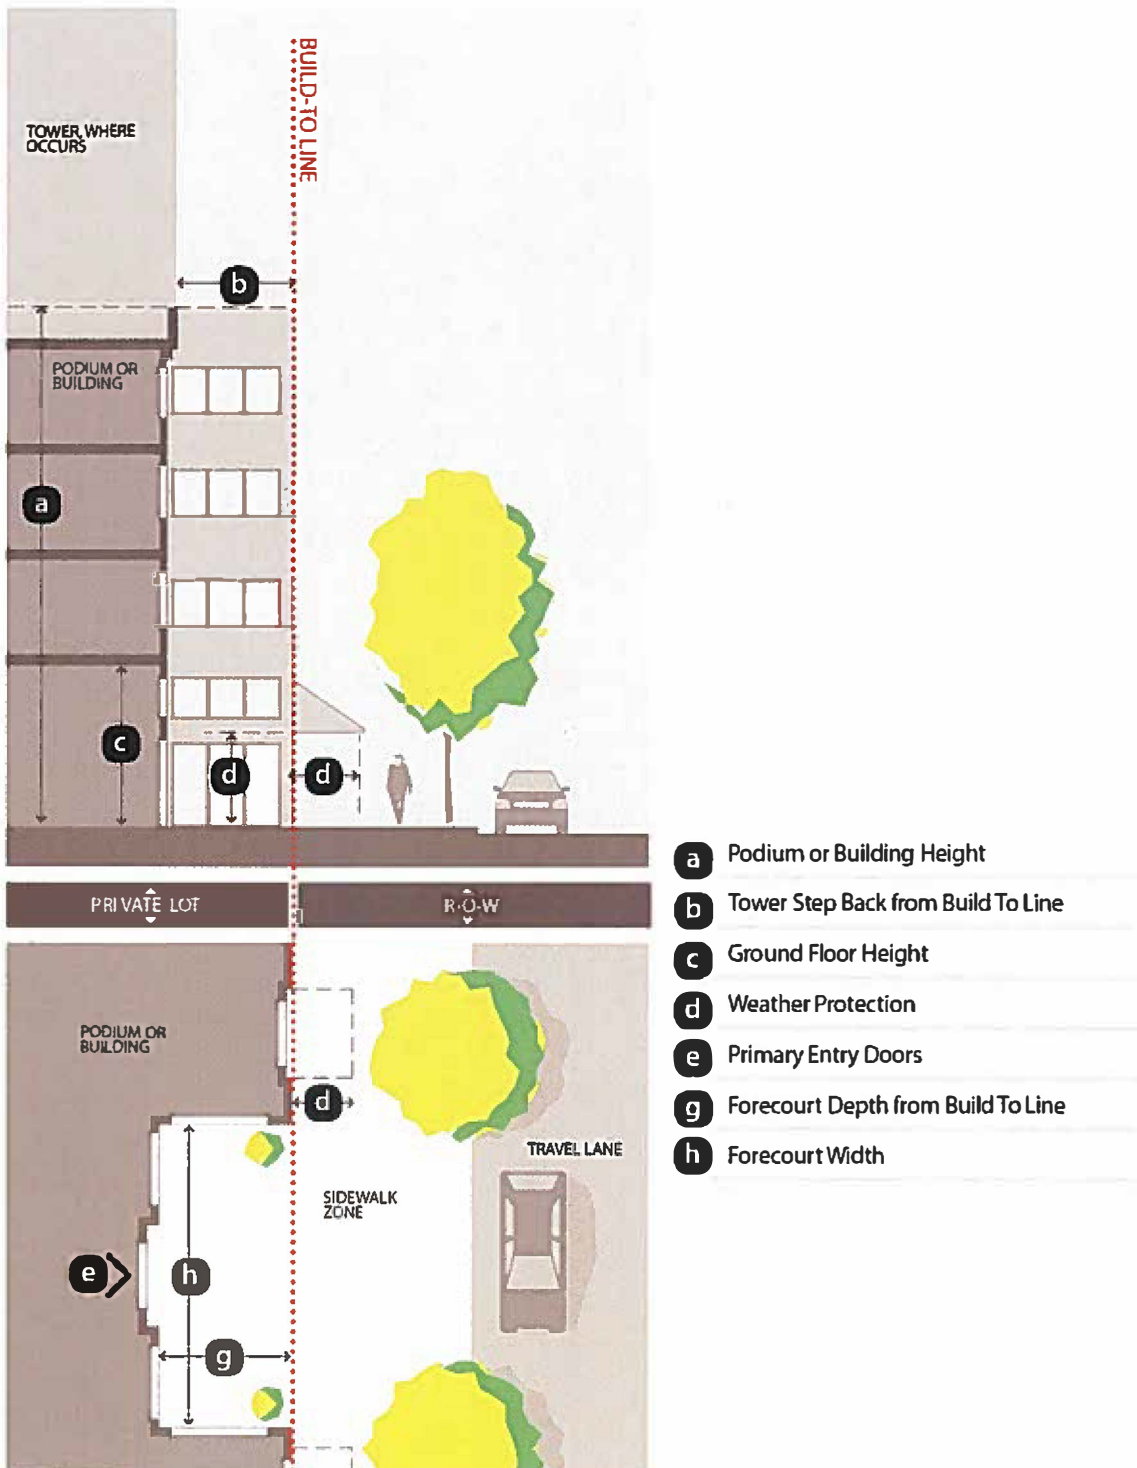 BUILD-TO LINE
TOWER, WHERE
OCCURS
b
PODIUM OR
BUILDING
a
c
d
d
PRIVATE LOT
R-O-W
PODIUM OR
BUILDING
d
TRAVEL LANE
SIDEWALK
ZONE
e
h
g
a Podium or Building Height
b Tower Step Back from Build To Line
c Ground Floor Height
d Weather Protection
e Primary Entry Doors
g Forecourt Depth from Build To Line
h Forecourt Width